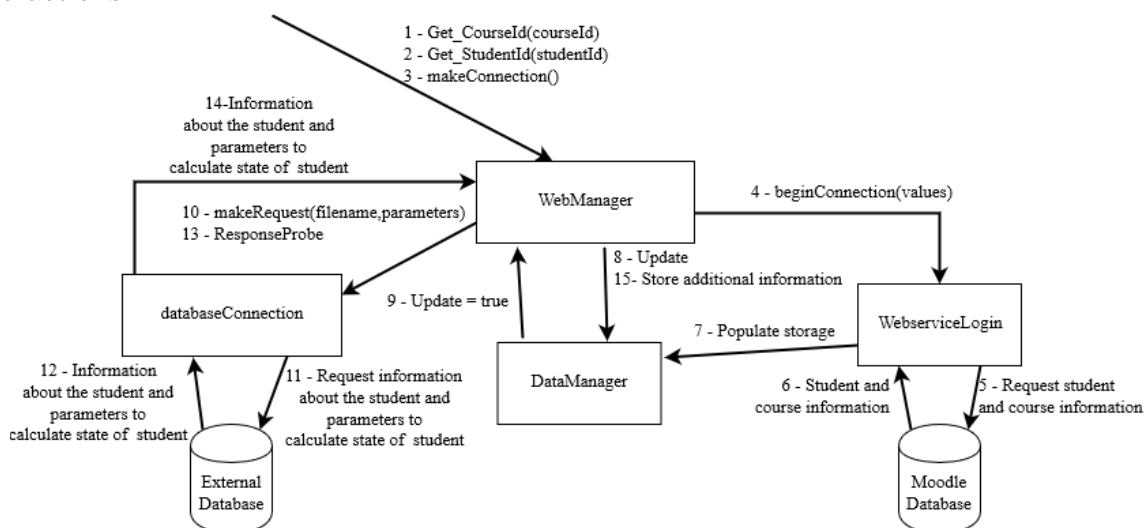 1 - Get_CourseId(courseId)
2 - Get_StudentId(studentId)
3 - makeConnection()
14-Information
about the student and
parameters to
calculate state of student
WebManager
4 - beginConnection(values)
10 - makeRequest(filename,parameters)
13 - ResponseProbe
8 - Update
15- Store additional information
9 - Update = true
databaseConnection
WebserviceLogin
7 - Populate storage
DataManager
12 - Information
about the student and
parameters to
calculate state of student
11 - Request information
about the student and
parameters to
calculate state of student
6 - Student and
course information
5 - Request student
and course information
External
Database
Moodle
Database